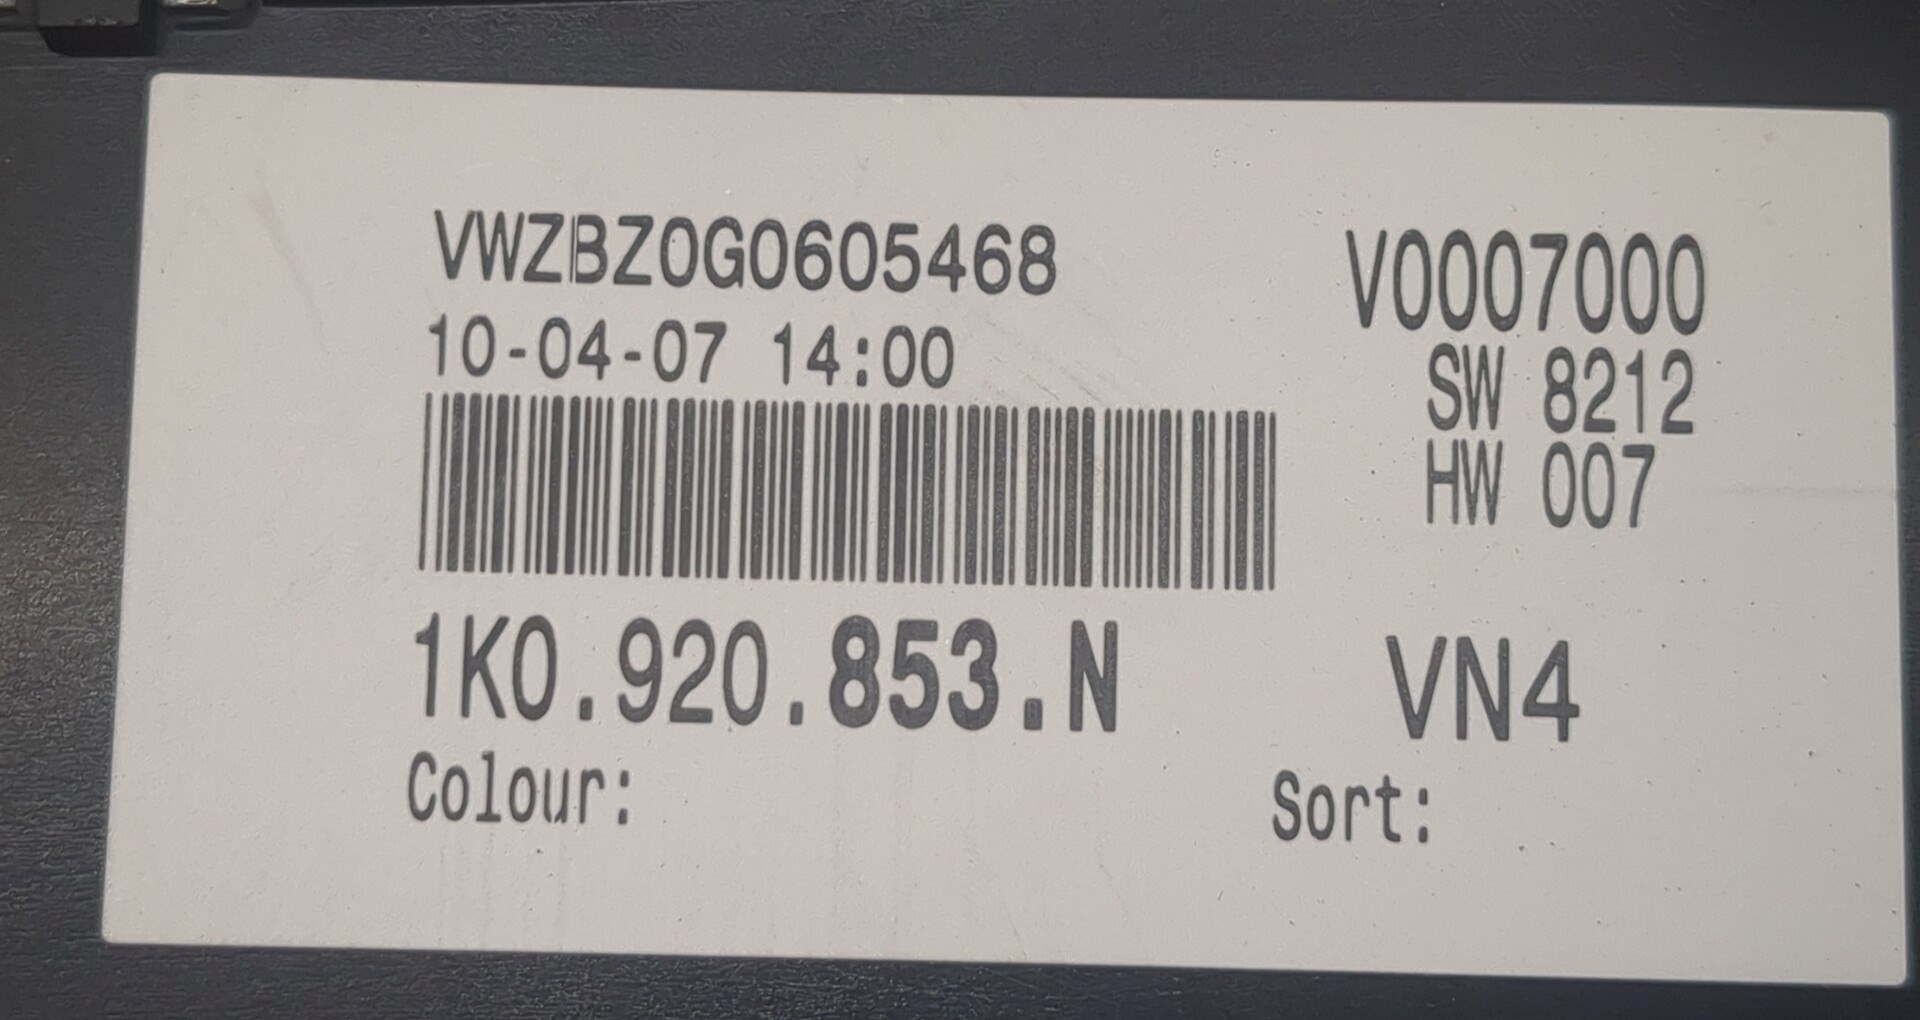 VWZBZ0G0605468
10-04-07 14:00
V0007000
SW 8212
HW 007
1K0.920.853.N
VN4
Colour:
Sort: